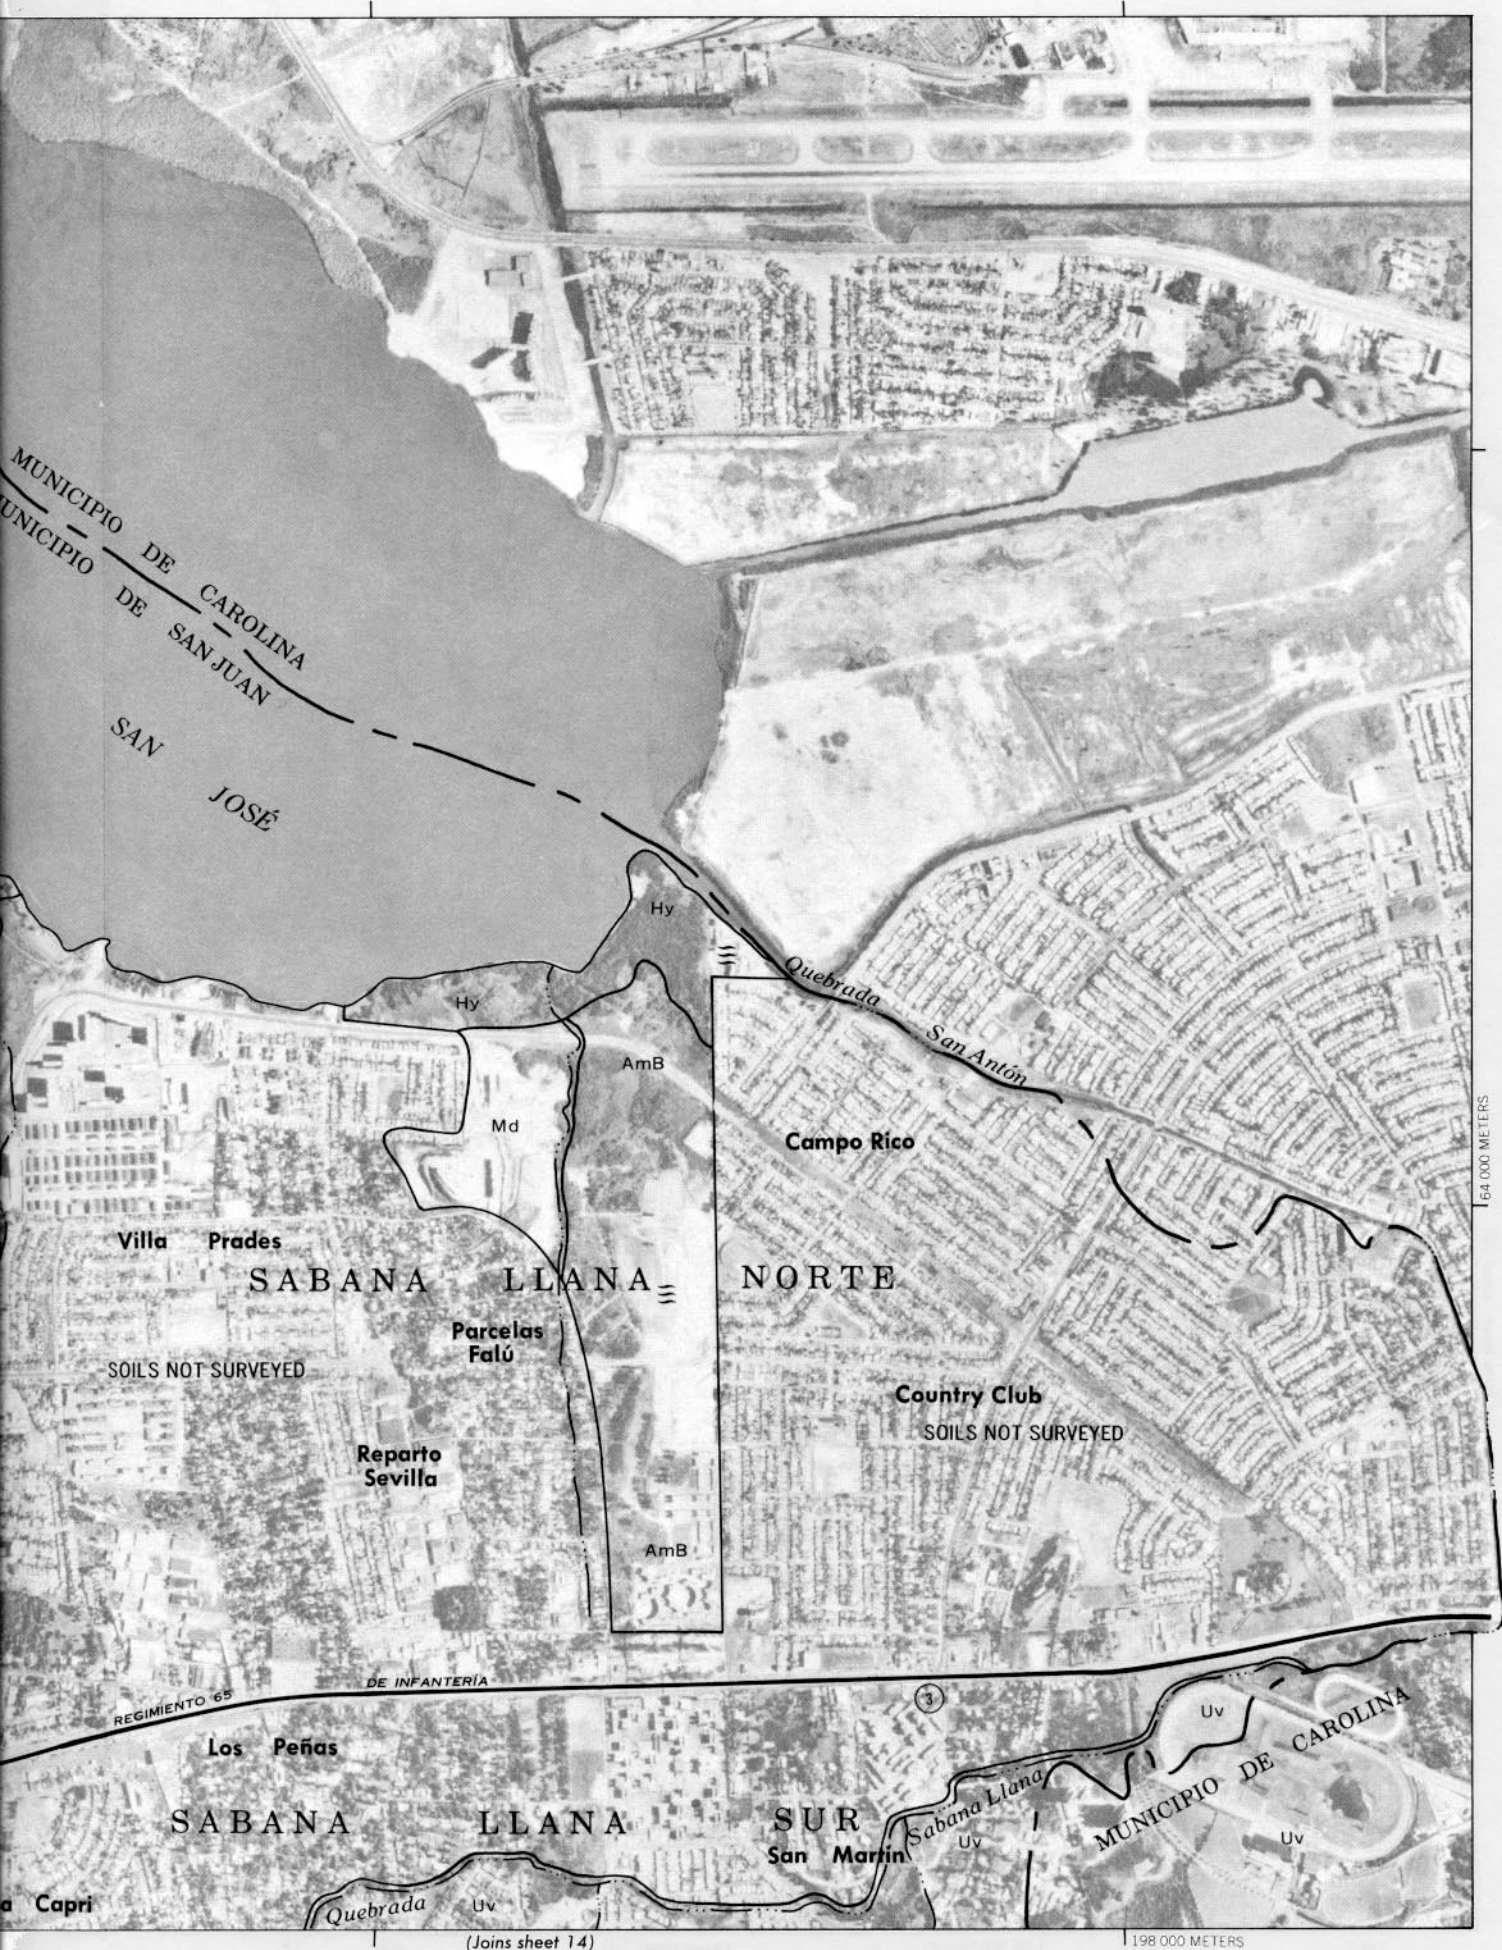 MUNICIPIO DE CAROLINA
UNICIPIO DE SAN JUAN
SAN JOSÉ
Hy
Hy
Quebrada San Antón
AmB
Md
Campo Rico
64 000 METERS
Villa Prades
SABANA LLANA NORTE
Parcelas
Falú
SOILS NOT SURVEYED
Country Club
SOILS NOT SURVEYED
Reparto
Sevilla
AmB
REGIMIENTO 65 DE INFANTERÍA
3
Uv
Los Peñas
MUNICIPIO DE CAROLINA
Sabana Llana
SABANA LLANA SUR
Uv
Uv
San Martín
a Capri
Quebrada
Uv
(Joins sheet 14)
198 000 METERS